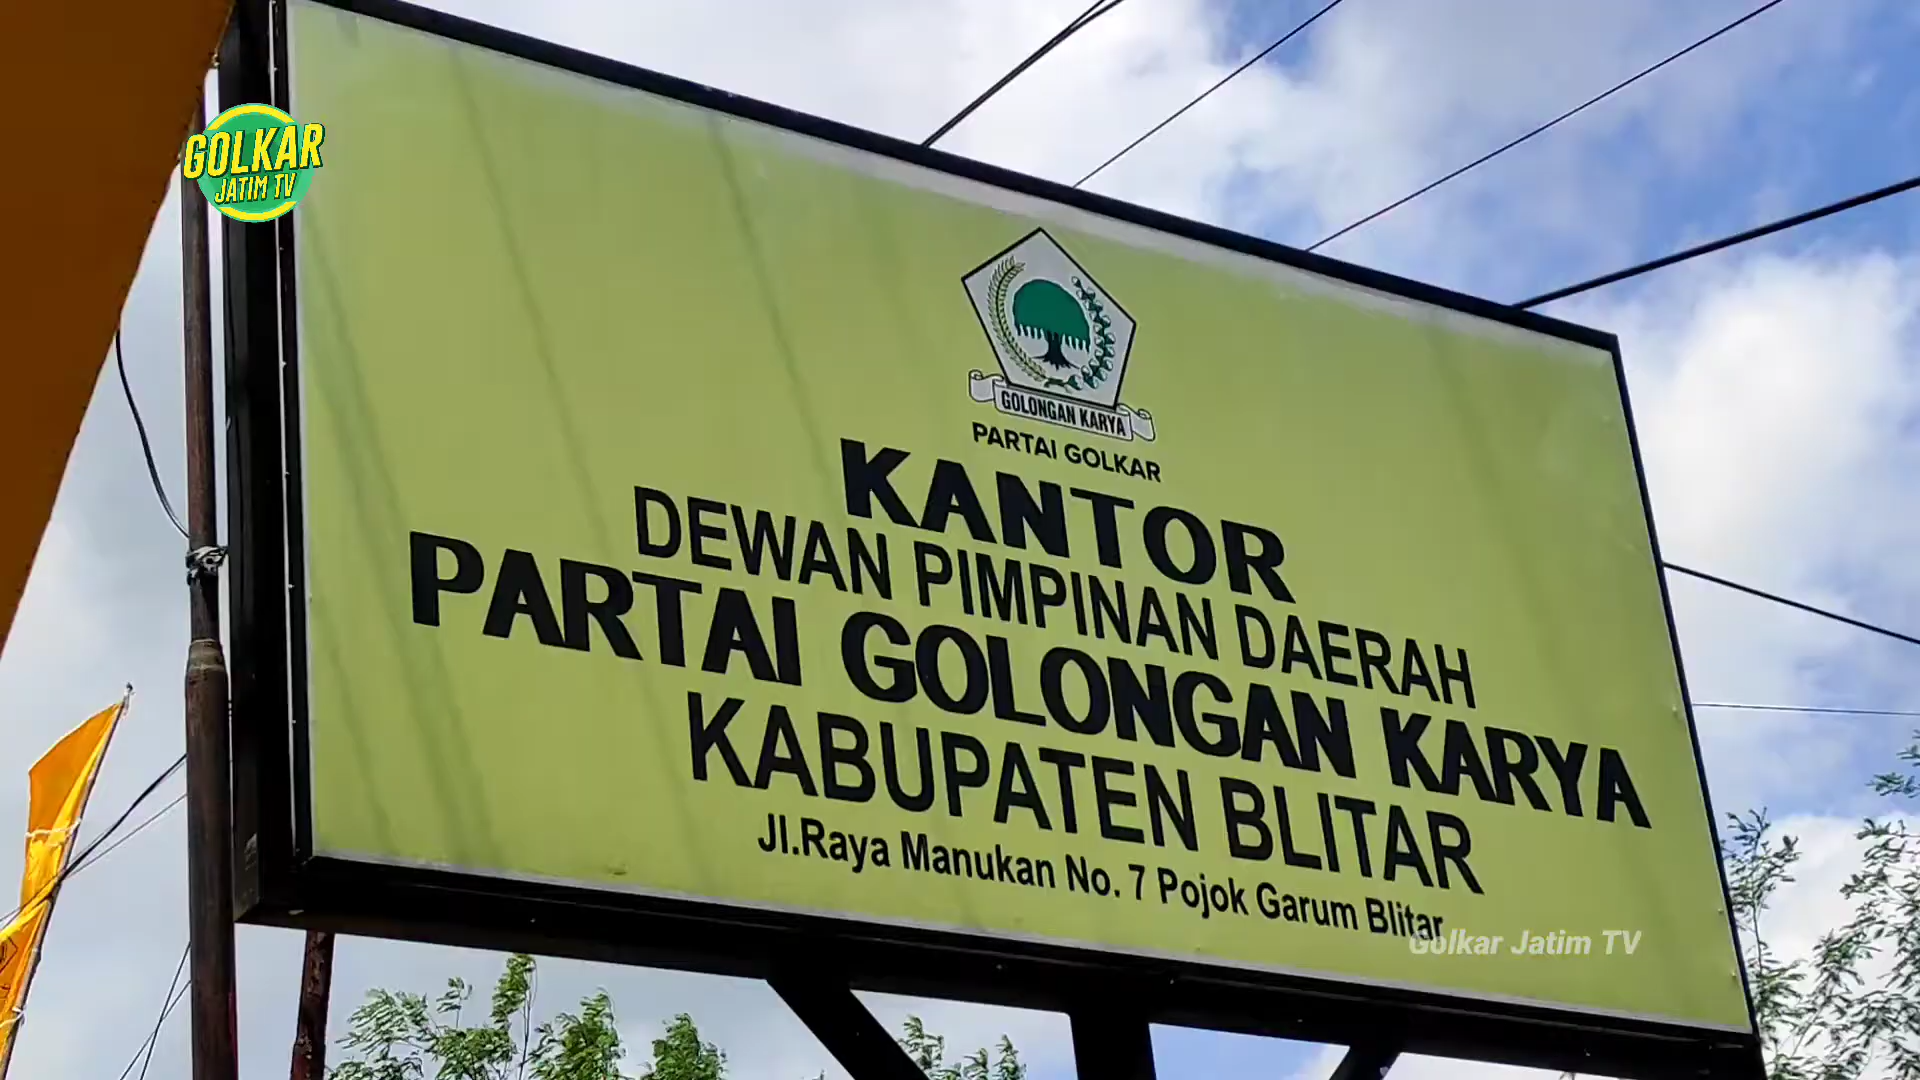 GOLKAR
JATIM TV
GOLONGAN KARYA
PARTAI GOLKAR
KANTOR
DEWAN PIMPINAN DAERAH
PARTAI GOLONGAN KARYA
KABUPATEN BLITAR
Jl.Raya Manukan No. 7 Pojok Garum Blitar
Golkar Jatim TV